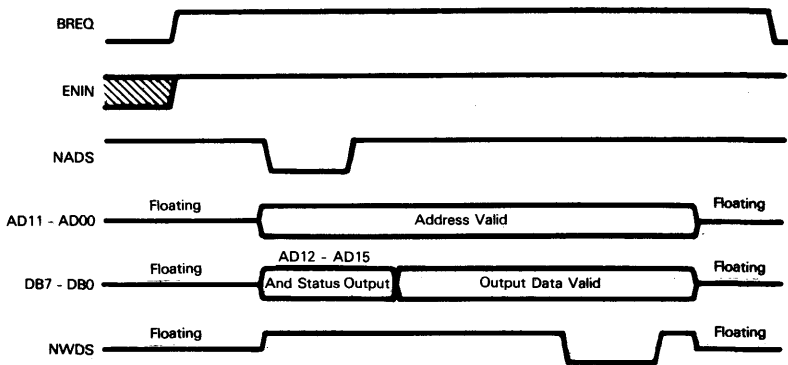 BREQ
ENIN
NADS
Floating
Floating
AD11 - AD00
Address Valid
AD12 - AD15
Floating
Floating
DB7 - DB0
And Status Output
Output Data Valid
Floating
Floating
NWDS